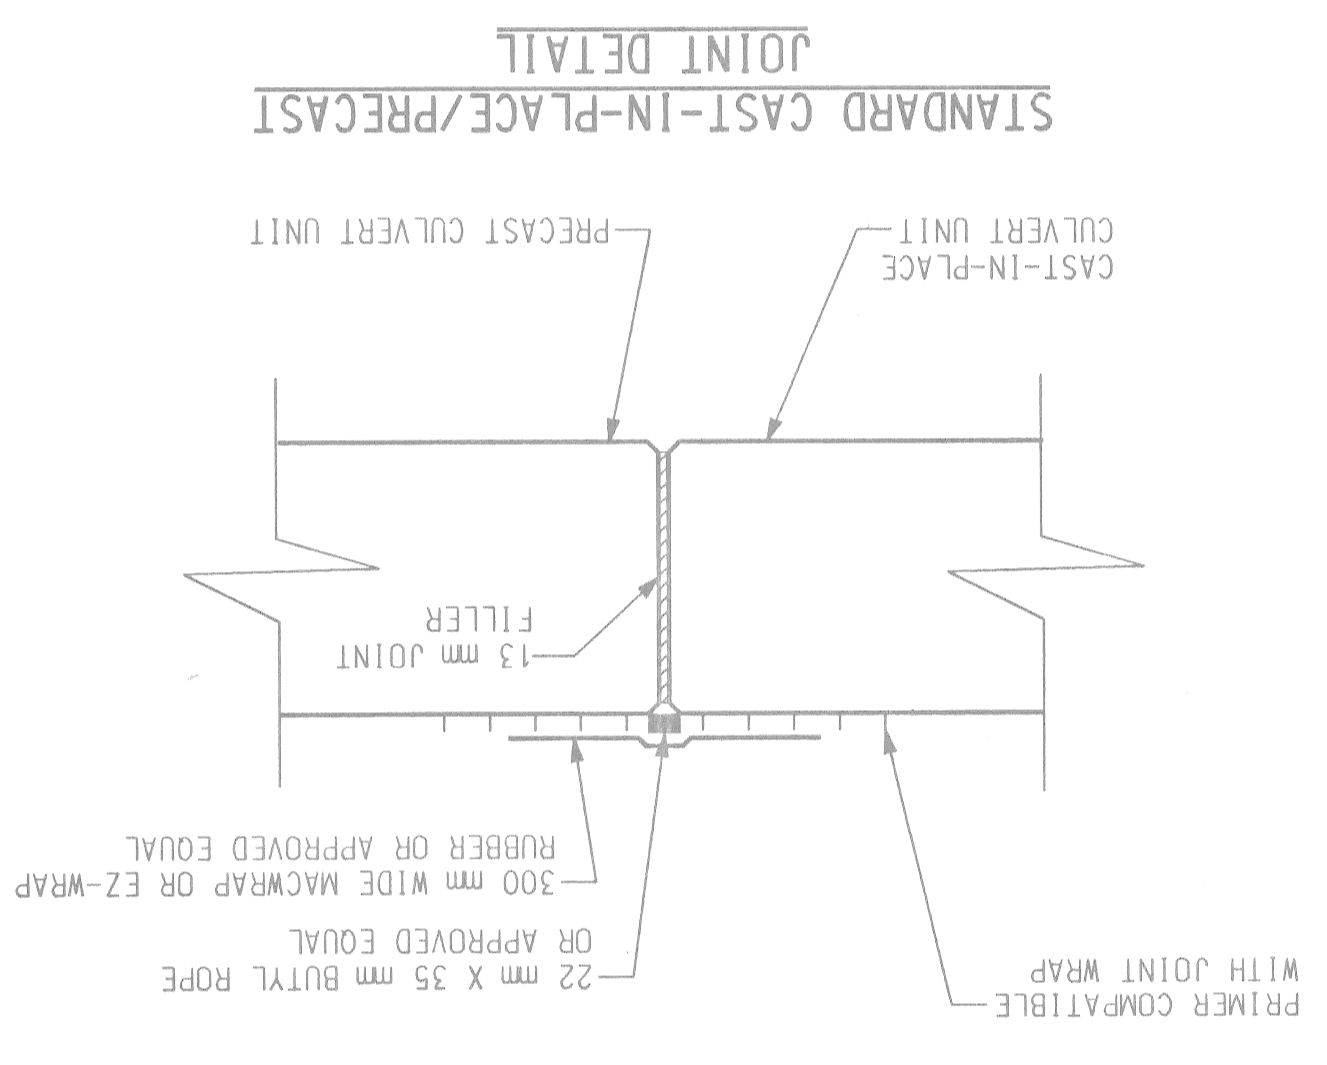 PRIMER COMPATIBLE
WITH JOINT WRAP
22 mm X 35 mm BUTYL ROPE
OR APPROVED EQUAL
300 mm WIDE MACWRAP OR EZ-WRAP
RUBBER OR APPROVED EQUAL
13 mm JOINT
FILLER
CAST-IN-PLACE
CULVERT UNIT
PRECAST CULVERT UNIT
STANDARD CAST-IN-PLACE/PRECAST
JOINT DETAIL